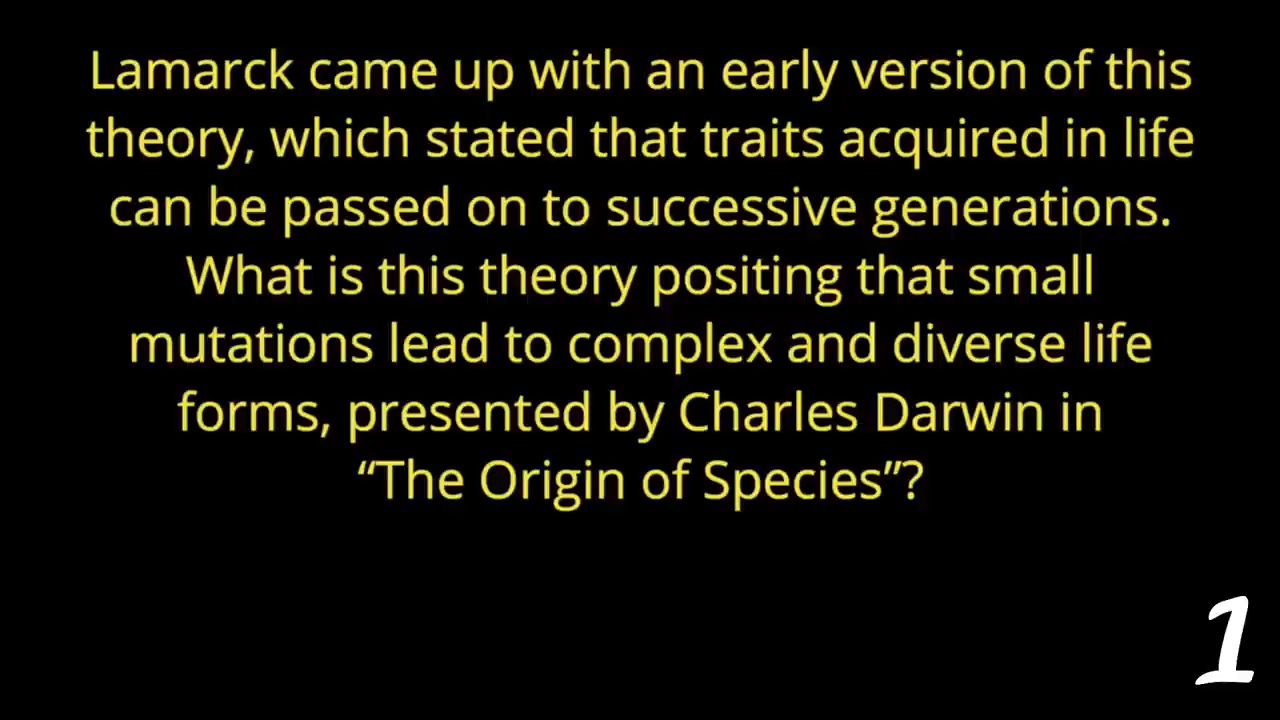 Lamarck came up with an early version of this
theory, which stated that traits acquired in life
can be passed on to successive generations.
What is this theory positing that small
mutations lead to complex and diverse life
forms, presented by Charles Darwin in
“The Origin of Species”?
1